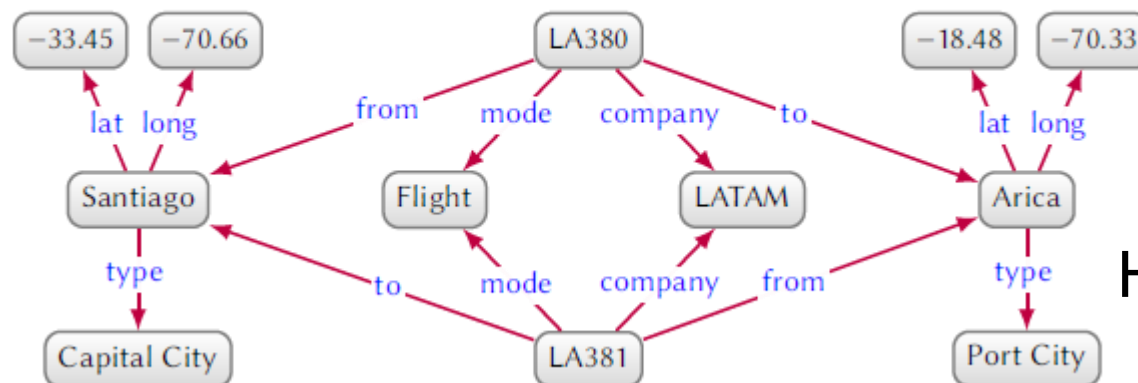 −33.45 −70.66 LA380 −18.48 −70.33
from mode company to
lat long lat long
Santiago Flight LATAM Arica
type to mode company from type
H
Capital City LA381 Port City